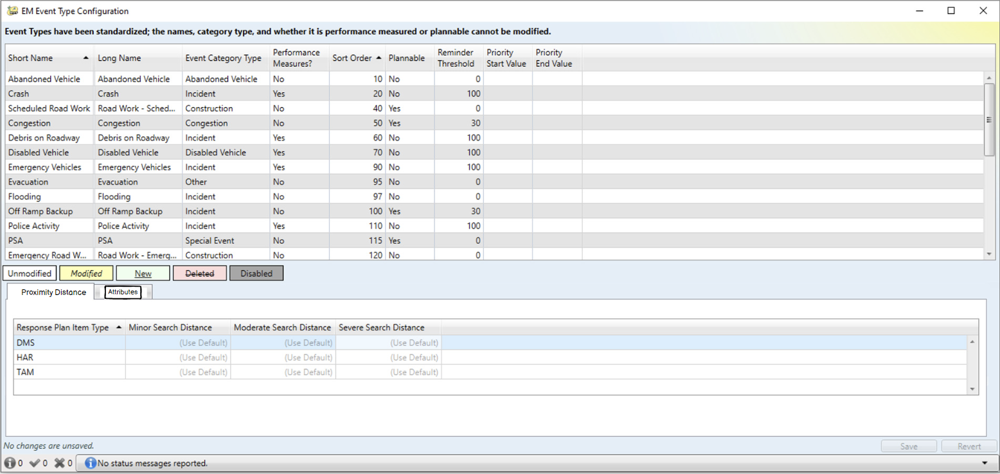 EM Event Type Configuration
Event Types have been standardized; the names, category type, and whether it is performance measured or plannable cannot be modified.
Short Name Long Name Event Category Type Performance Measures? Sort Order Plannable Reminder Threshold Priority Start Value Priority End Value
Abandoned Vehicle Abandoned Vehicle Abandoned Vehicle No 10 No 0
Crash Crash Incident Yes 20 No 100
Scheduled Road Work Road Work - Sched... Construction No 40 Yes 0
Congestion Congestion Congestion No 50 Yes 30
Debris on Roadway Debris on Roadway Incident Yes 60 No 100
Disabled Vehicle Disabled Vehicle Disabled Vehicle Yes 70 No 100
Emergency Vehicles Emergency Vehicles Incident Yes 90 No 100
Evacuation Evacuation Other No 95 No 0
Flooding Flooding Incident No 97 No 0
Off Ramp Backup Off Ramp Backup Incident No 100 Yes 30
Police Activity Police Activity Incident Yes 110 No 100
PSA PSA Special Event No 115 Yes 0
Emergency Road W... Road Work - Emerg... Construction No 120 No 0
Unmodified Modified New Deleted Disabled
Proximity Distance Attributes
Response Plan Item Type Minor Search Distance Moderate Search Distance Severe Search Distance
DMS (Use Default) (Use Default) (Use Default)
HAR (Use Default) (Use Default) (Use Default)
TAM (Use Default) (Use Default) (Use Default)
No changes are unsaved.
Save Revert
0 0 0 No status messages reported.